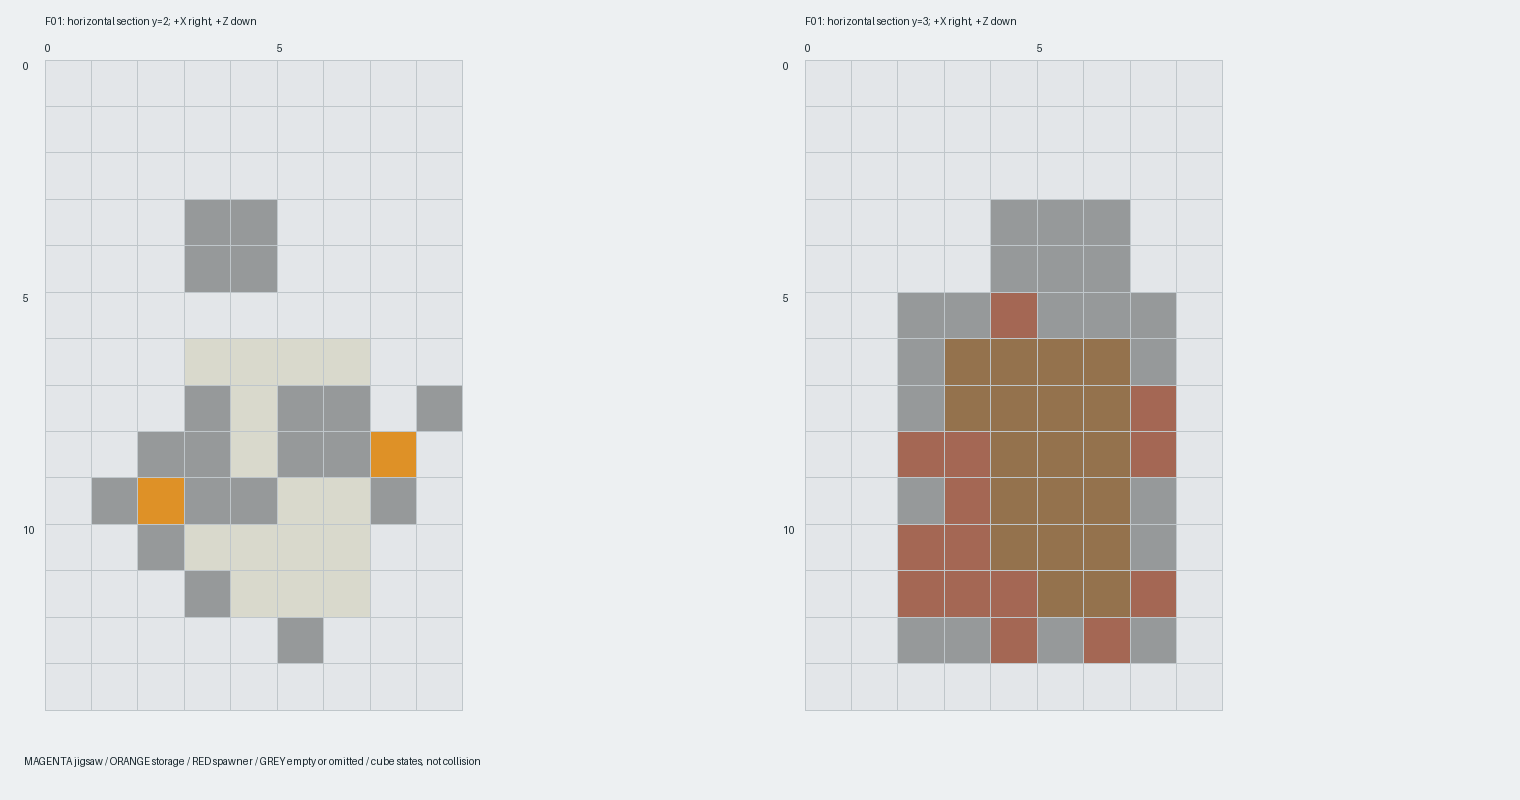 F01: horizontal section y=2; +X right, +Z down
F01: horizontal section y=3; +X right, +Z down
0 5
0 5
0
5
10
0
5
10
MAGENTA jigsaw / ORANGE storage / RED spawner / GREY empty or omitted / cube states, not collision